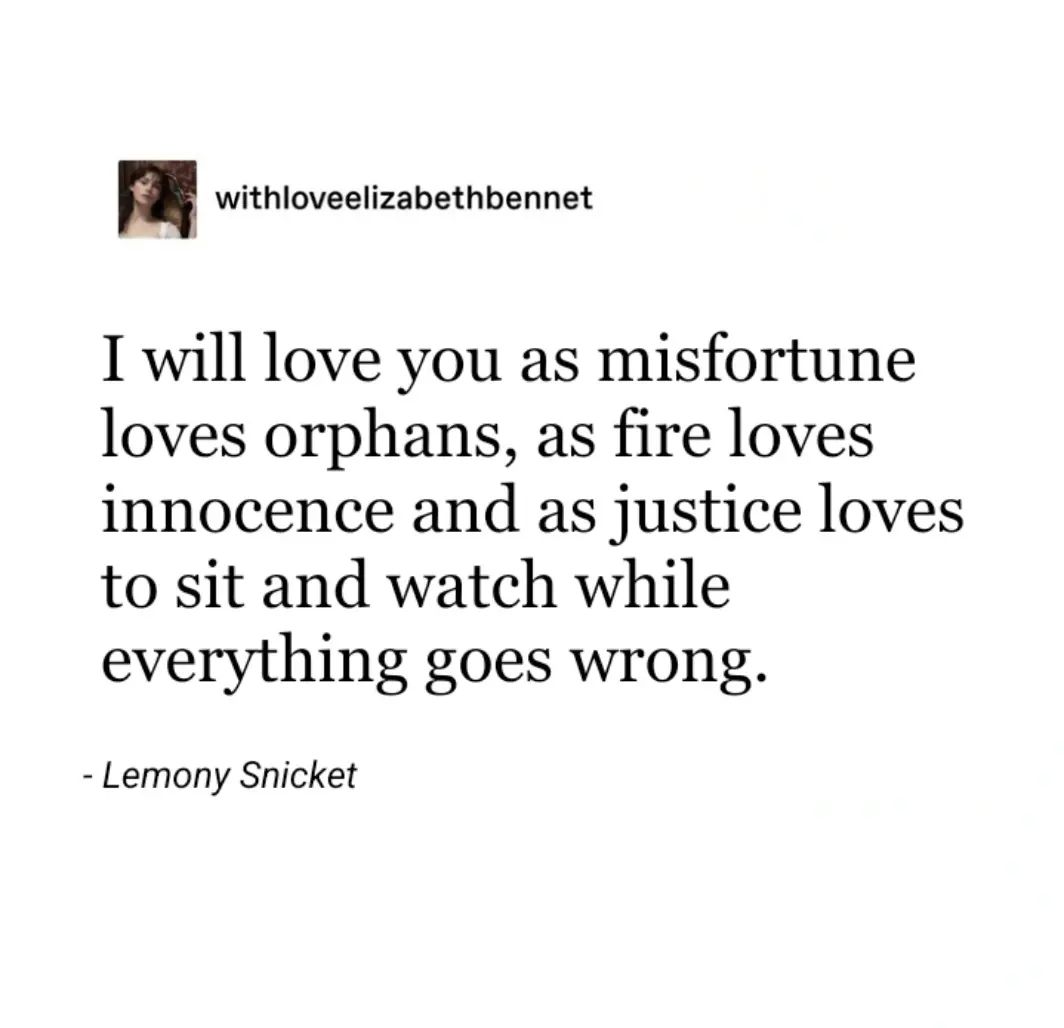 withloveelizabethbennet
I will love you as misfortune
loves orphans, as fire loves
innocence and as justice loves
to sit and watch while
everything goes wrong.
- Lemony Snicket